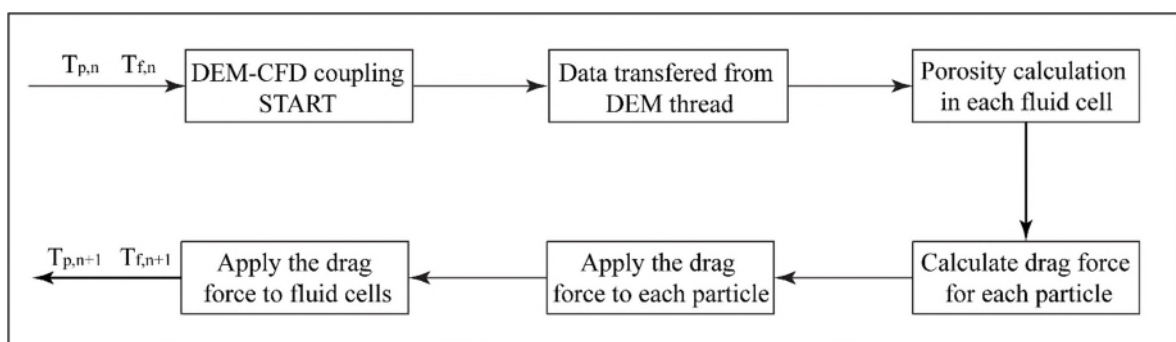 Tp,n Tf,n
DEM-CFD coupling
START
Data transfered from
DEM thread
Porosity calculation
in each fluid cell
Calculate drag force
for each particle
Apply the drag
force to each particle
Apply the drag
force to fluid cells
Tp,n+1 Tf,n+1